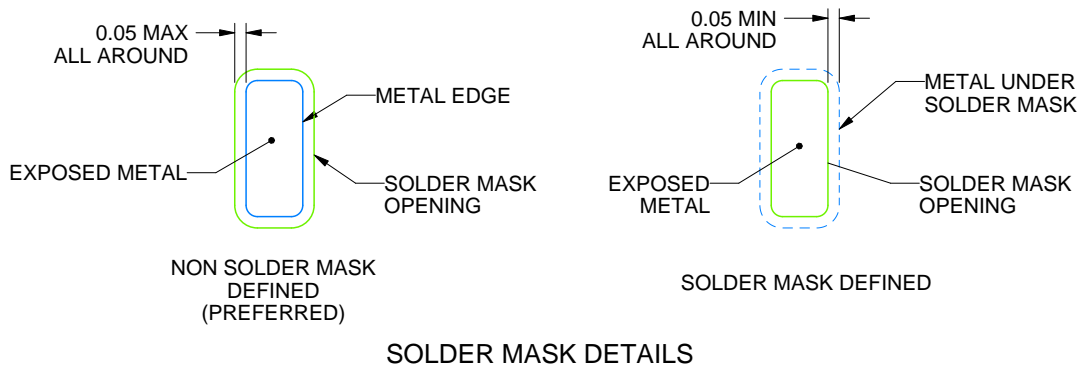 0.05 MAX
ALL AROUND
METAL EDGE
EXPOSED METAL
SOLDER MASK
OPENING
NON SOLDER MASK
DEFINED
(PREFERRED)
0.05 MIN
ALL AROUND
METAL UNDER
SOLDER MASK
EXPOSED
METAL
SOLDER MASK
OPENING
SOLDER MASK DEFINED
SOLDER MASK DETAILS